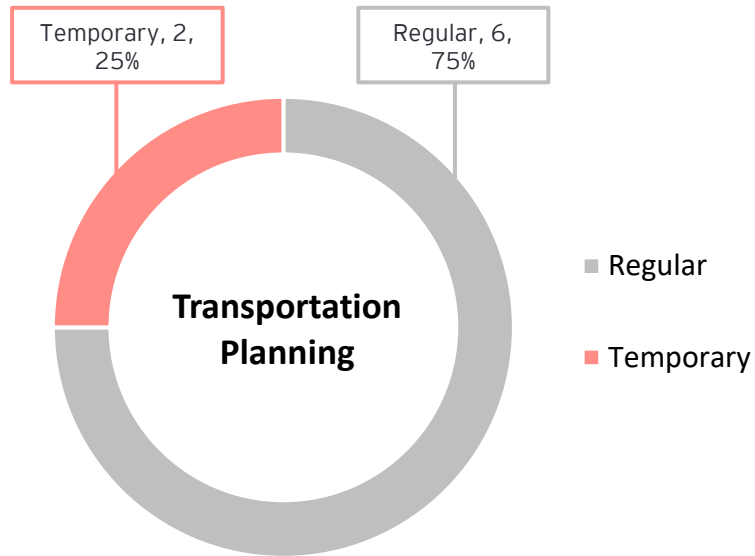 Temporary, 2,
25%
Regular, 6,
75%
Transportation
Planning
Regular
Temporary